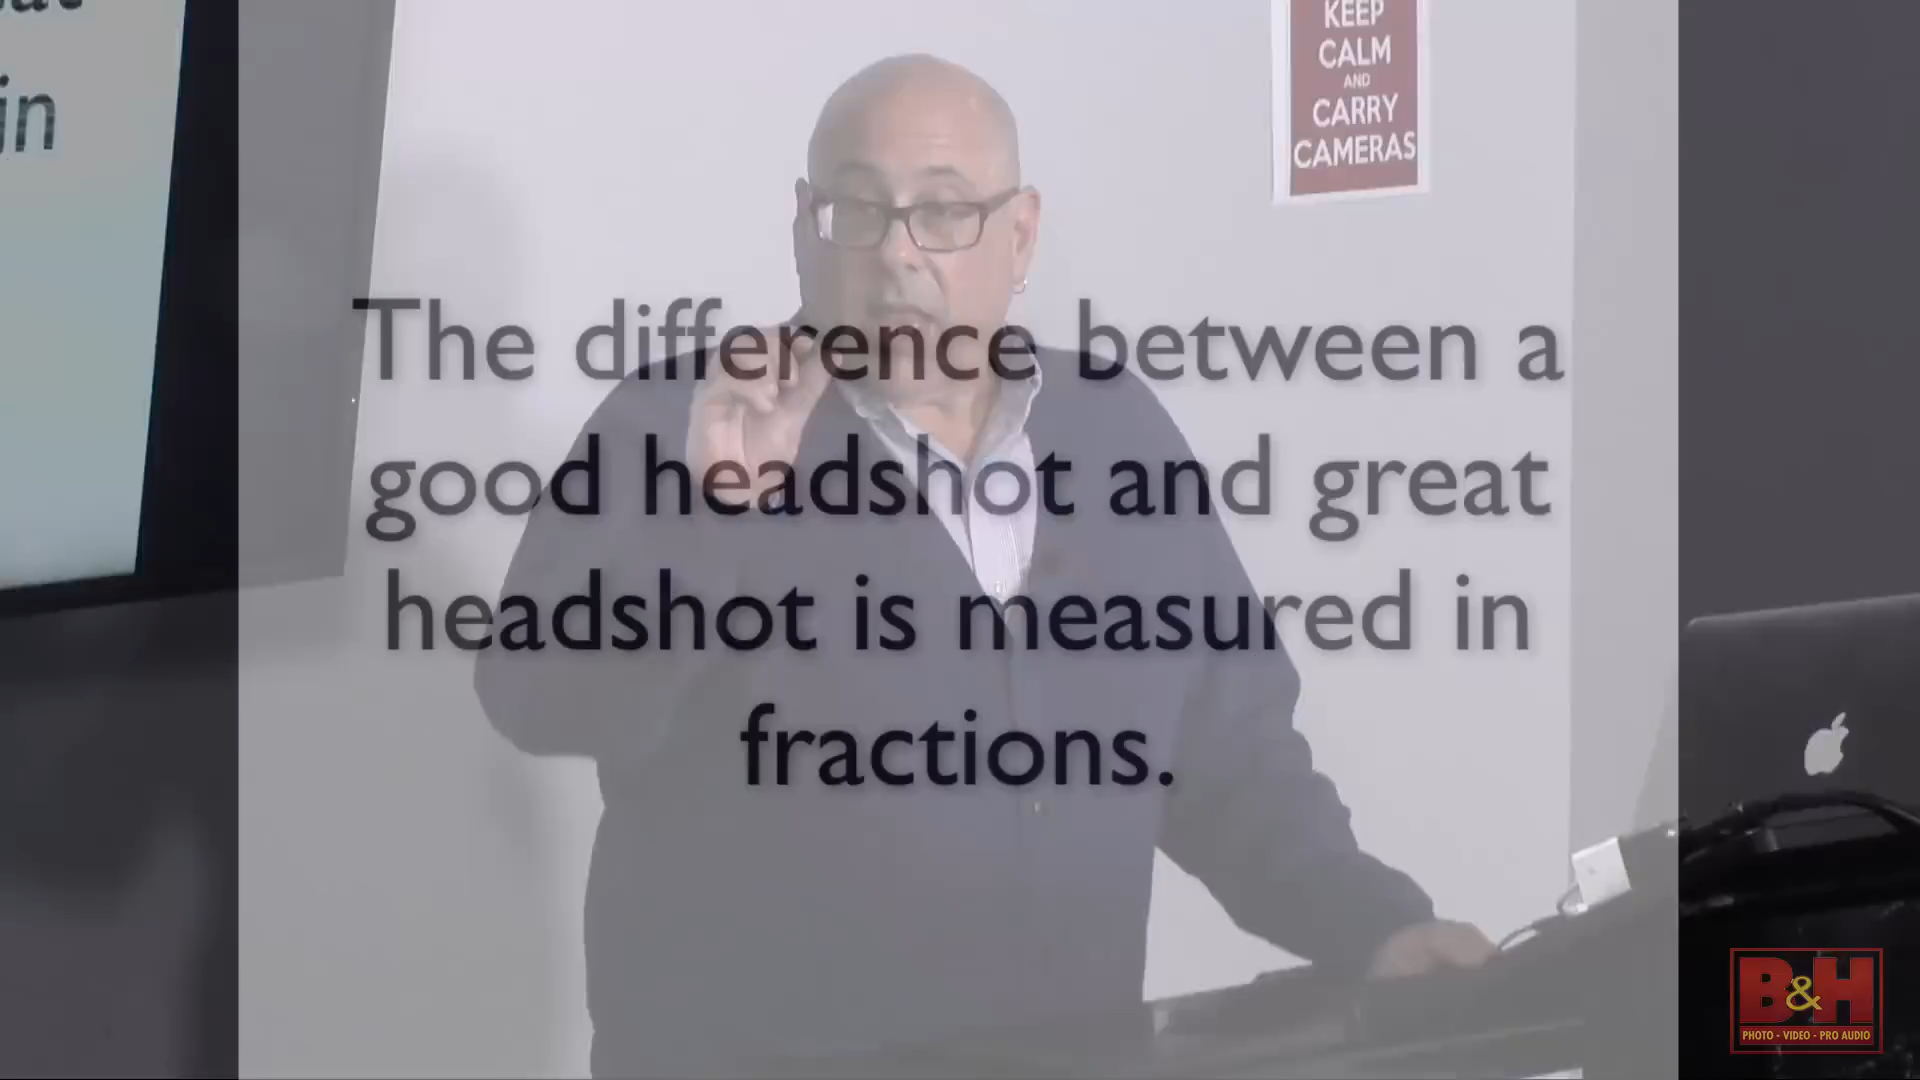 in
KEEP
CALM
AND
CARRY
CAMERAS
The difference between a
good headshot and great
headshot is measured in
fractions.
B&H
PHOTO - VIDEO - PRO AUDIO